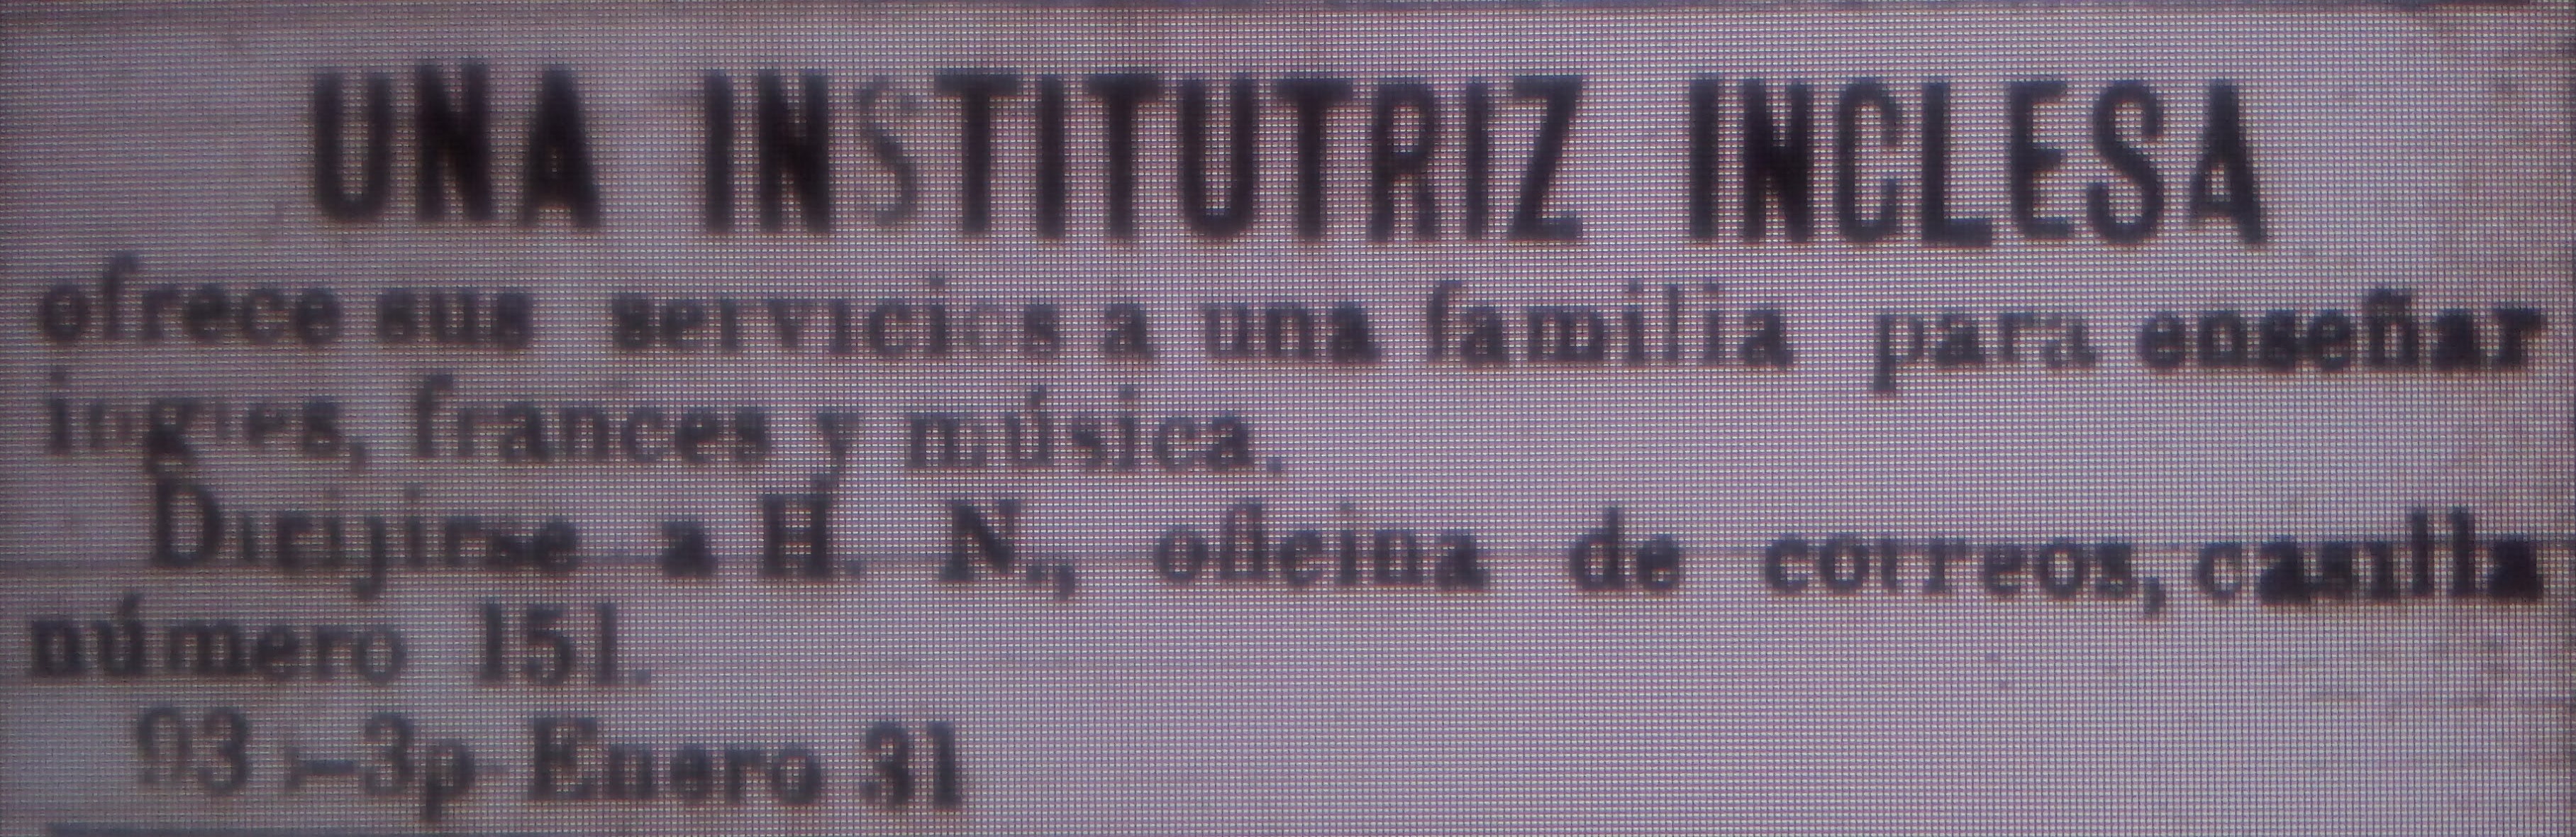 UNA INSTITUTRIZ INGLESA
ofrece sus servicios a una familia para enseñar
ingles, frances y música.
Dirijirse a H. N., oficina de correos, casilla
número 151.
3p Enero 31